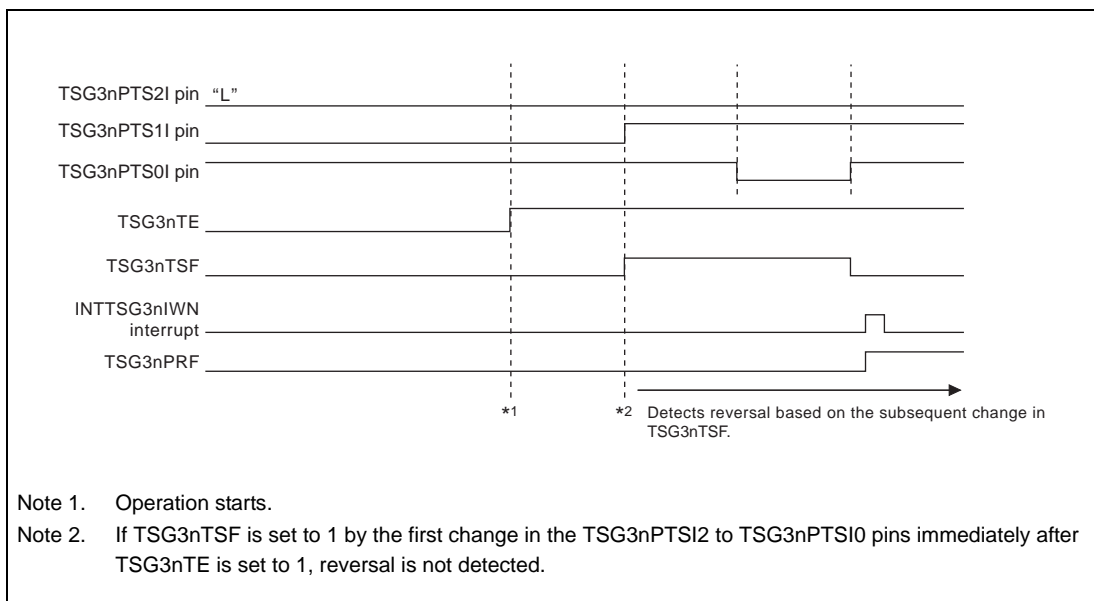 TSG3nPTS2I pin “L”
TSG3nPTS1I pin
TSG3nPTS0I pin
TSG3nTE
TSG3nTSF
INTTSG3nIWN
interrupt
TSG3nPRF
*1
*2 Detects reversal based on the subsequent change in
TSG3nTSF.
Note 1. Operation starts.
Note 2. If TSG3nTSF is set to 1 by the first change in the TSG3nPTSI2 to TSG3nPTSI0 pins immediately after
TSG3nTE is set to 1, reversal is not detected.